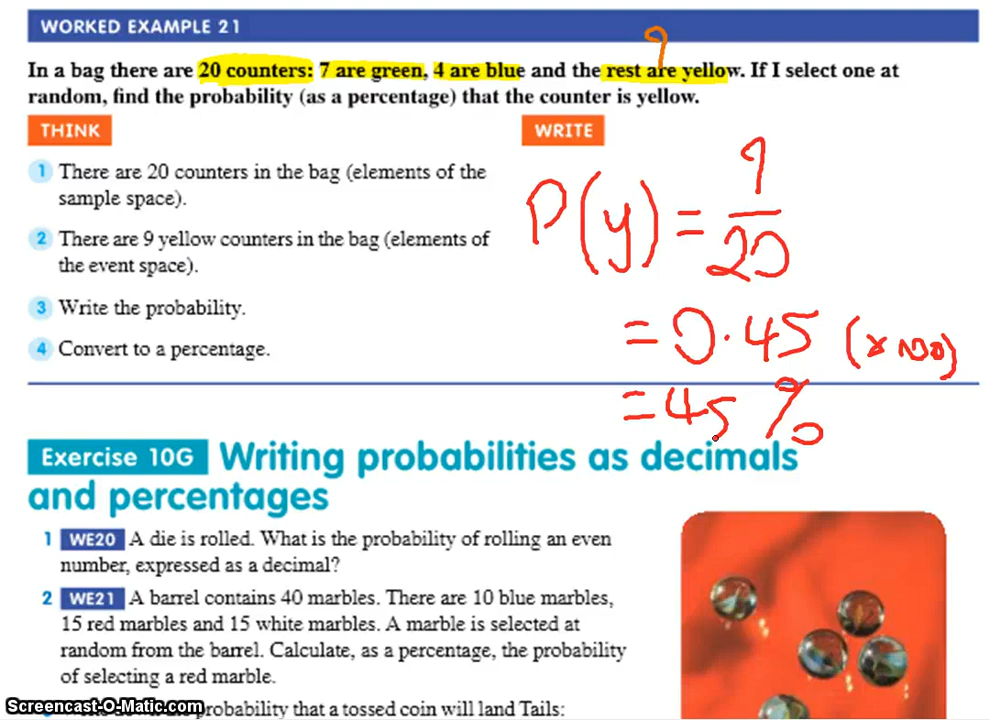 WORKED EXAMPLE 21
9
In a bag there are 20 counters: 7 are green, 4 are blue and the rest are yellow. If I select one at
random, find the probability (as a percentage) that the counter is yellow.
THINK
1 There are 20 counters in the bag (elements of the
sample space).
2 There are 9 yellow counters in the bag (elements of
the event space).
3 Write the probability.
4 Convert to a percentage.
WRITE
P(y) = 9/20
= 0.45 (x 100)
= 45 %
Exercise 10G Writing probabilities as decimals
and percentages
1 WE20 A die is rolled. What is the probability of rolling an even
number, expressed as a decimal?
2 WE21 A barrel contains 40 marbles. There are 10 blue marbles,
15 red marbles and 15 white marbles. A marble is selected at
random from the barrel. Calculate, as a percentage, the probability
of selecting a red marble.
probability that a tossed coin will land Tails:
Screencast-O-Matic.com